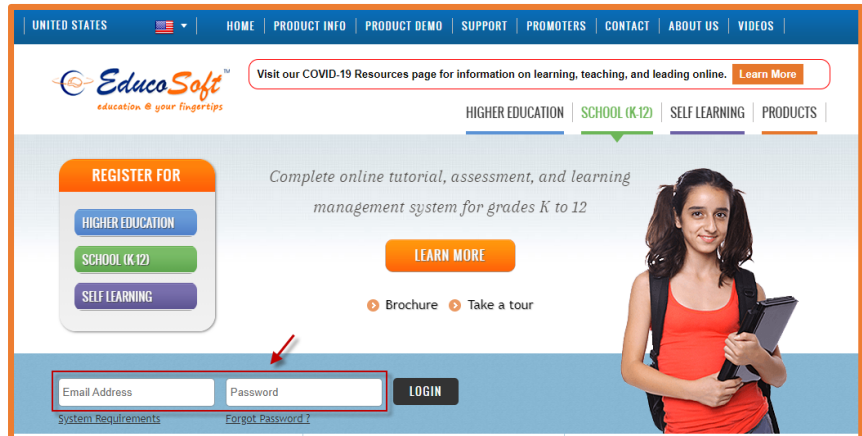 UNITED STATES
HOME PRODUCT INFO PRODUCT DEMO SUPPORT PROMOTERS CONTACT ABOUT US VIDEOS
EducoSoft™
education @ your fingertips
Visit our COVID-19 Resources page for information on learning, teaching, and leading online. Learn More
HIGHER EDUCATION SCHOOL (K-12) SELF LEARNING PRODUCTS
REGISTER FOR
HIGHER EDUCATION
SCHOOL (K-12)
SELF LEARNING
Complete online tutorial, assessment, and learning
management system for grades K to 12
LEARN MORE
Brochure Take a tour
Email Address Password LOGIN
System Requirements Forgot Password ?